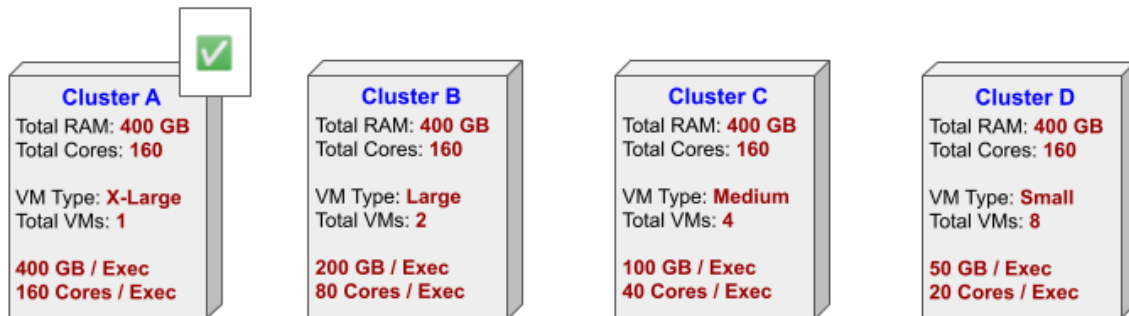 Cluster A
Total RAM: 400 GB
Total Cores: 160
VM Type: X-Large
Total VMs: 1
400 GB / Exec
160 Cores / Exec
Cluster B
Total RAM: 400 GB
Total Cores: 160
VM Type: Large
Total VMs: 2
200 GB / Exec
80 Cores / Exec
Cluster C
Total RAM: 400 GB
Total Cores: 160
VM Type: Medium
Total VMs: 4
100 GB / Exec
40 Cores / Exec
Cluster D
Total RAM: 400 GB
Total Cores: 160
VM Type: Small
Total VMs: 8
50 GB / Exec
20 Cores / Exec